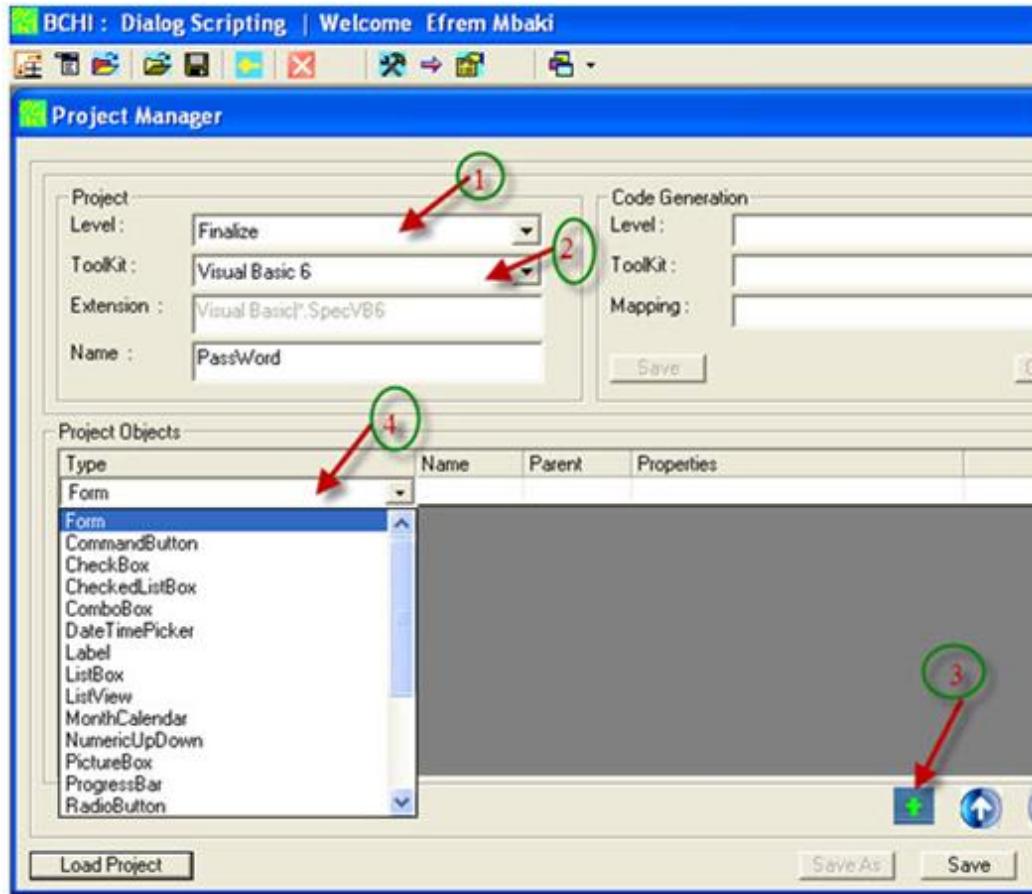 BCHI : Dialog Scripting | Welcome Efrem Mbaki
Project Manager
Project
Level :
Finalize
ToolKit :
Visual Basic 6
Extension :
Visual Basic|*.SpecVB6
Name :
PassWord
1
2
Code Generation
Level :
ToolKit :
Mapping :
Save
4
Project Objects
Type Name Parent Properties
Form
Form
CommandButton
CheckBox
CheckedListBox
ComboBox
DateTimePicker
Label
ListBox
ListView
MonthCalendar
NumericUpDown
PictureBox
ProgressBar
RadioButton
3
Load Project
Save As
Save